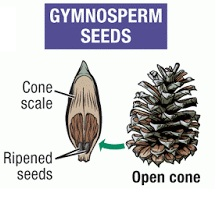 GYMNOSPERM
SEEDS
Cone
scale
Ripened
seeds
Open cone